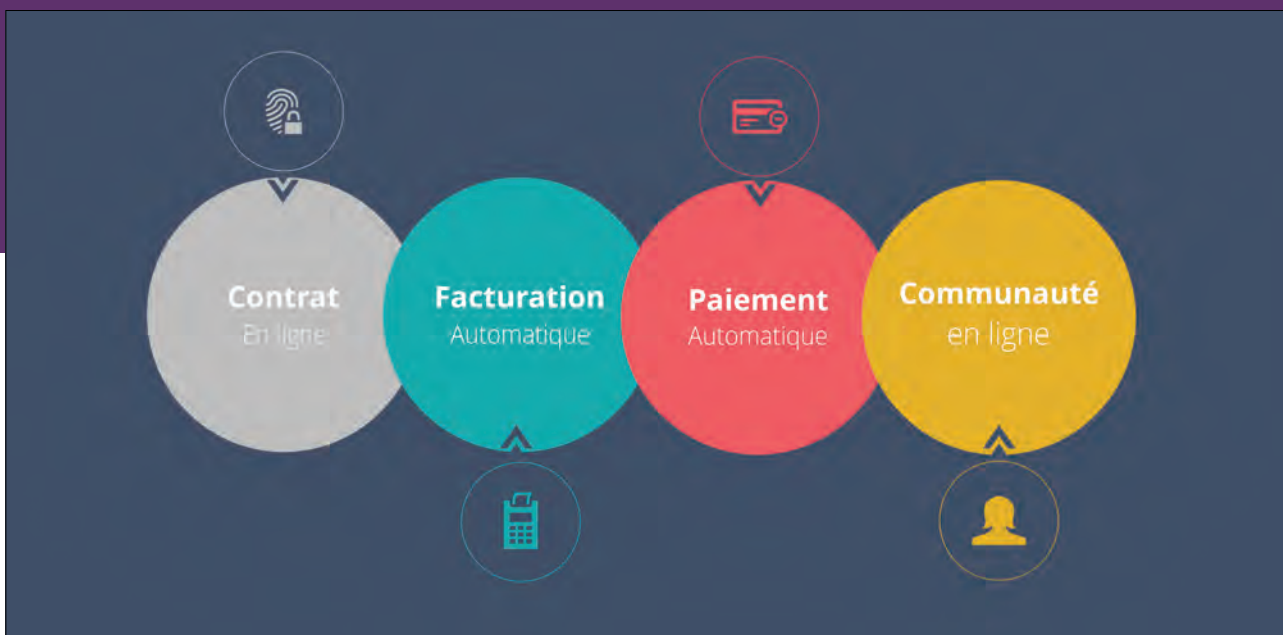 Contrat
En ligne
Facturation
Automatique
Paiement
Automatique
Communauté
en ligne